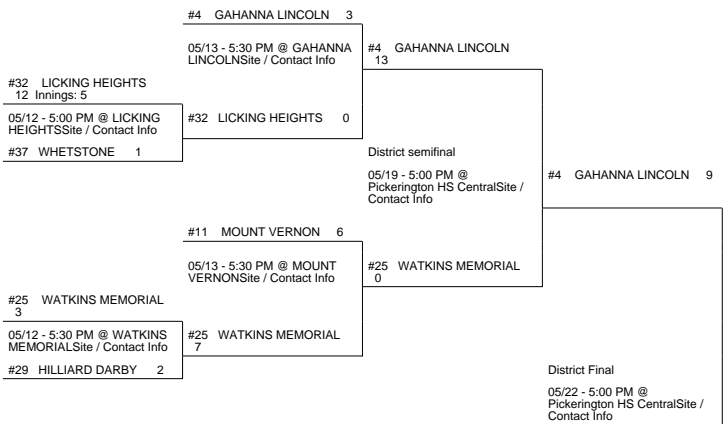 #4 GAHANNA LINCOLN 3
05/13 - 5:30 PM @ GAHANNA
LINCOLNSite / Contact Info
#4 GAHANNA LINCOLN
13
#32 LICKING HEIGHTS
12 Innings: 5
05/12 - 5:00 PM @ LICKING
HEIGHTSSite / Contact Info
#32 LICKING HEIGHTS 0
#37 WHETSTONE 1
District semifinal
05/19 - 5:00 PM @
Pickerington HS CentralSite /
Contact Info
#4 GAHANNA LINCOLN 9
#11 MOUNT VERNON 6
05/13 - 5:30 PM @ MOUNT
VERNONSite / Contact Info
#25 WATKINS MEMORIAL
0
#25 WATKINS MEMORIAL
3
05/12 - 5:30 PM @ WATKINS
MEMORIALSite / Contact Info
#25 WATKINS MEMORIAL
7
#29 HILLIARD DARBY 2
District Final
05/22 - 5:00 PM @
Pickerington HS CentralSite /
Contact Info